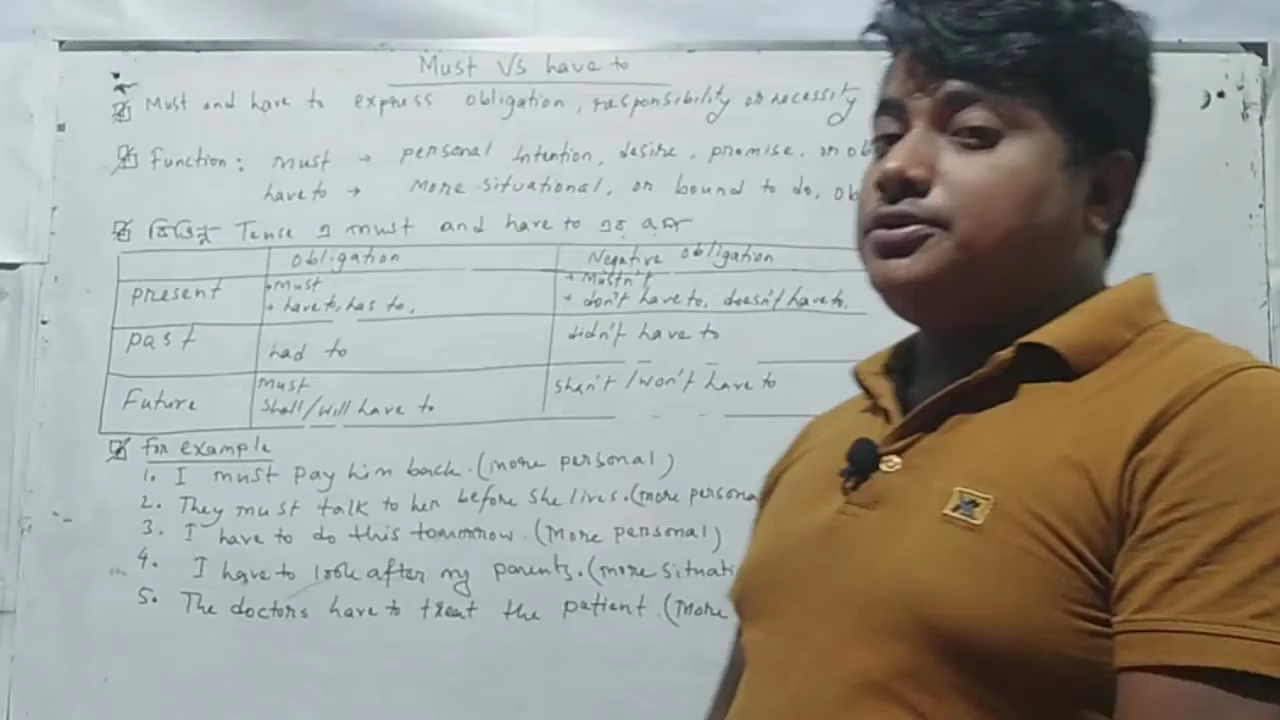 Must Vs have to
Must and have to express obligation, responsibility or necessity
Function: must → personal Intention, desire, promise, or ob
have to → More situational, or bound to do, ob
বিভিন্ন Tense এ must and have to এর রূপ
obligation Negative obligation
present must mustn't
have to, has to, don't have to, doesn't have to.
past had to didn't have to
Future must shan't / won't have to
shall / will have to
For example
1. I must pay him back. (more personal)
2. They must talk to her before she lives. (more persona
3. I have to do this tomorrow. (More personal)
4. I have to look after my parents. (more situati
5. The doctors have to treat the patient. (More